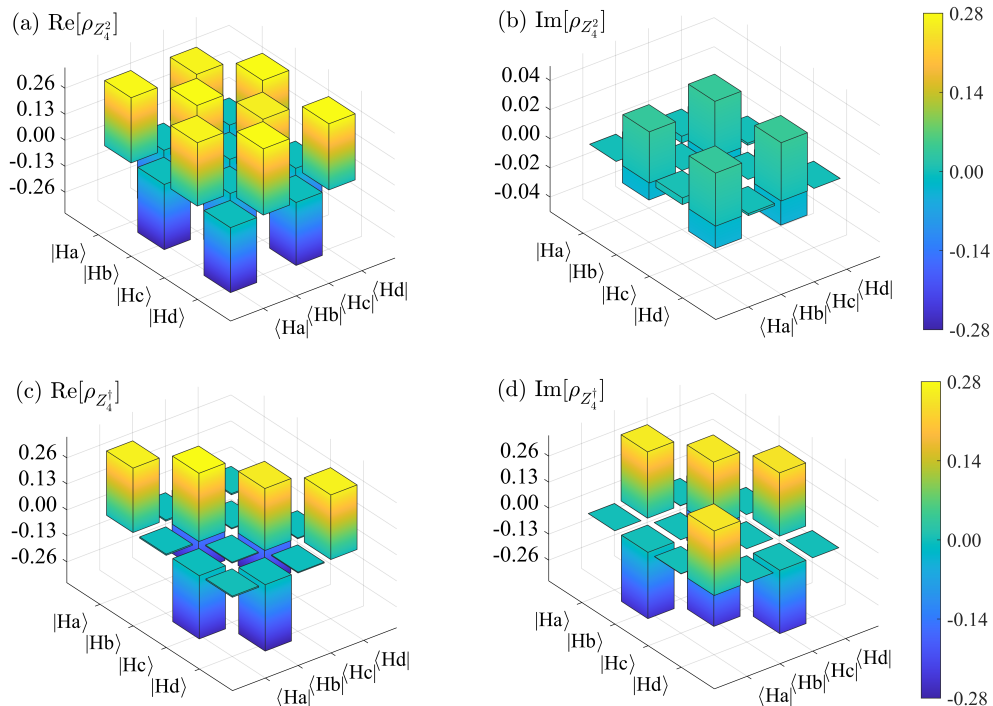 (a) Re[ρ_{Z_4^2}]
0.26
0.13
0.00
-0.13
-0.26
|Ha⟩
|Hb⟩
|Hc⟩
|Hd⟩
⟨Ha|
⟨Hb|
⟨Hc|
⟨Hd|
(b) Im[ρ_{Z_4^2}]
0.04
0.02
0.00
-0.02
-0.04
|Ha⟩
|Hb⟩
|Hc⟩
|Hd⟩
⟨Ha|
⟨Hb|
⟨Hc|
⟨Hd|
0.28
0.14
0.00
-0.14
-0.28
(c) Re[ρ_{Z_4^†}]
0.26
0.13
0.00
-0.13
-0.26
|Ha⟩
|Hb⟩
|Hc⟩
|Hd⟩
⟨Ha|
⟨Hb|
⟨Hc|
⟨Hd|
(d) Im[ρ_{Z_4^†}]
0.26
0.13
0.00
-0.13
-0.26
|Ha⟩
|Hb⟩
|Hc⟩
|Hd⟩
⟨Ha|
⟨Hb|
⟨Hc|
⟨Hd|
0.28
0.14
0.00
-0.14
-0.28